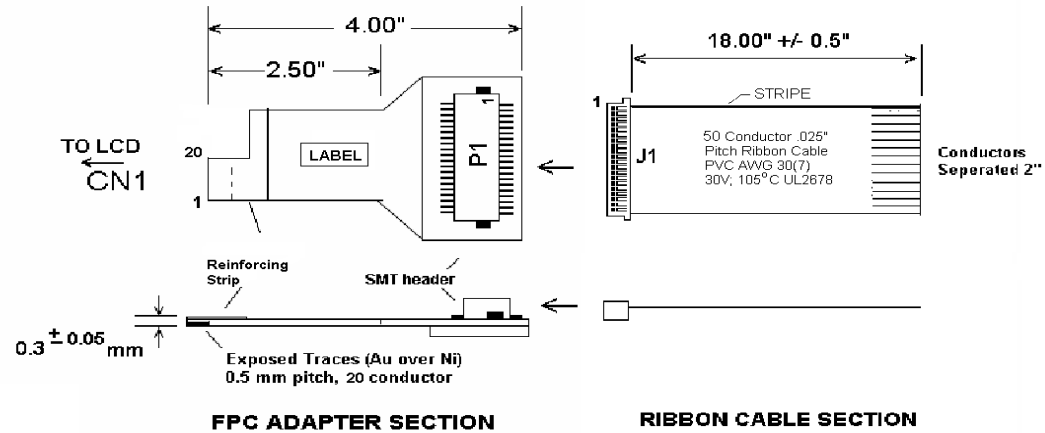 4.00"
2.50"
18.00" +/- 0.5"
STRIPE
TO LCD
CN1
20
1
LABEL
P1
1
1
J1
50 Conductor .025"
Pitch Ribbon Cable
PVC AWG 30(7)
30V; 105°C UL2678
Conductors
Seperated 2"
Reinforcing
Strip
SMT header
0.3 ± 0.05 mm
Exposed Traces (Au over Ni)
0.5 mm pitch, 20 conductor
FPC ADAPTER SECTION
RIBBON CABLE SECTION